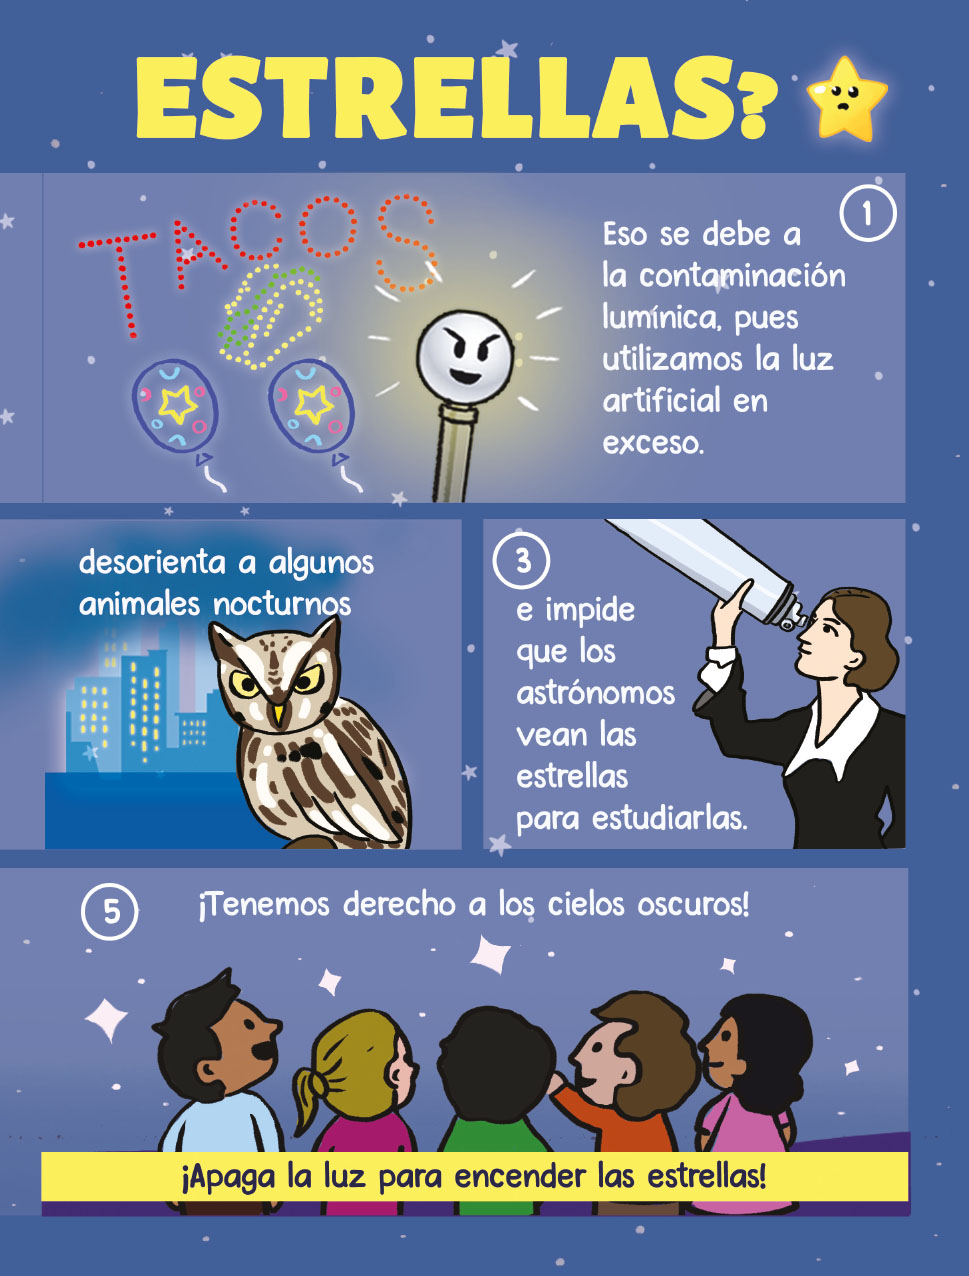 ESTRELLAS?
TACOS
1
Eso se debe a
la contaminación
lumínica, pues
utilizamos la luz
artificial en
exceso.
desorienta a algunos
animales nocturnos
3
e impide
que los
astrónomos
vean las
estrellas
para estudiarlas.
5
¡Tenemos derecho a los cielos oscuros!
¡Apaga la luz para encender las estrellas!